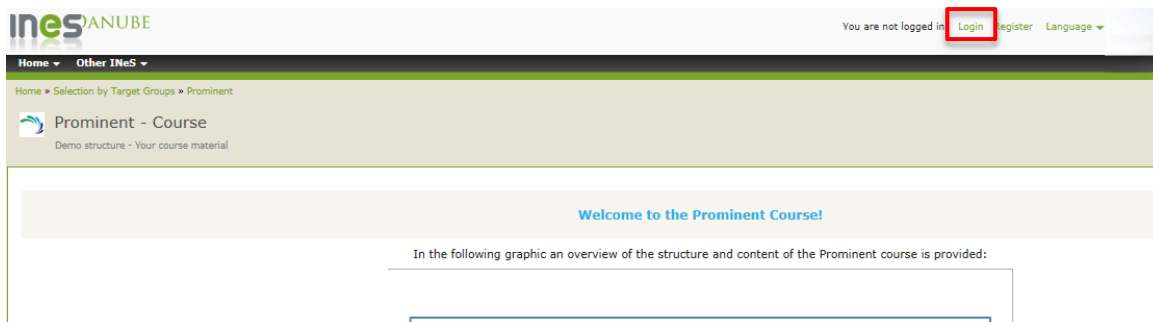 INeS DANUBE
You are not logged in Login Register Language
Home Other INeS
Home » Selection by Target Groups » Prominent
Prominent - Course
Demo structure - Your course material
Welcome to the Prominent Course!
In the following graphic an overview of the structure and content of the Prominent course is provided: